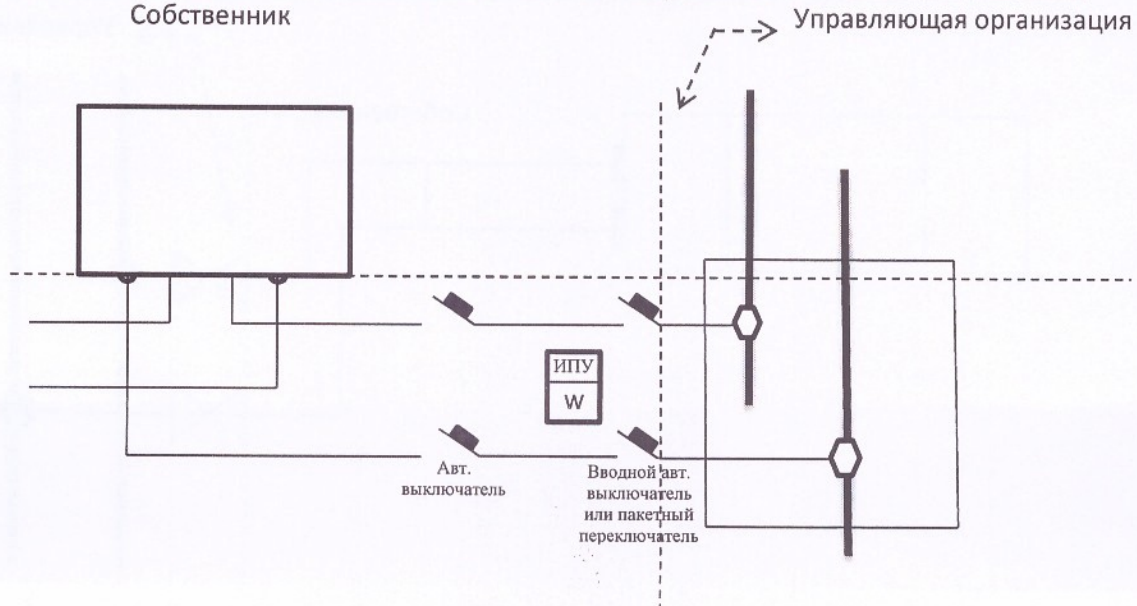 Собственник
Управляющая организация
ИПУ
W
Авт.
выключатель
Вводной авт.
выключатель
или пакетный
переключатель